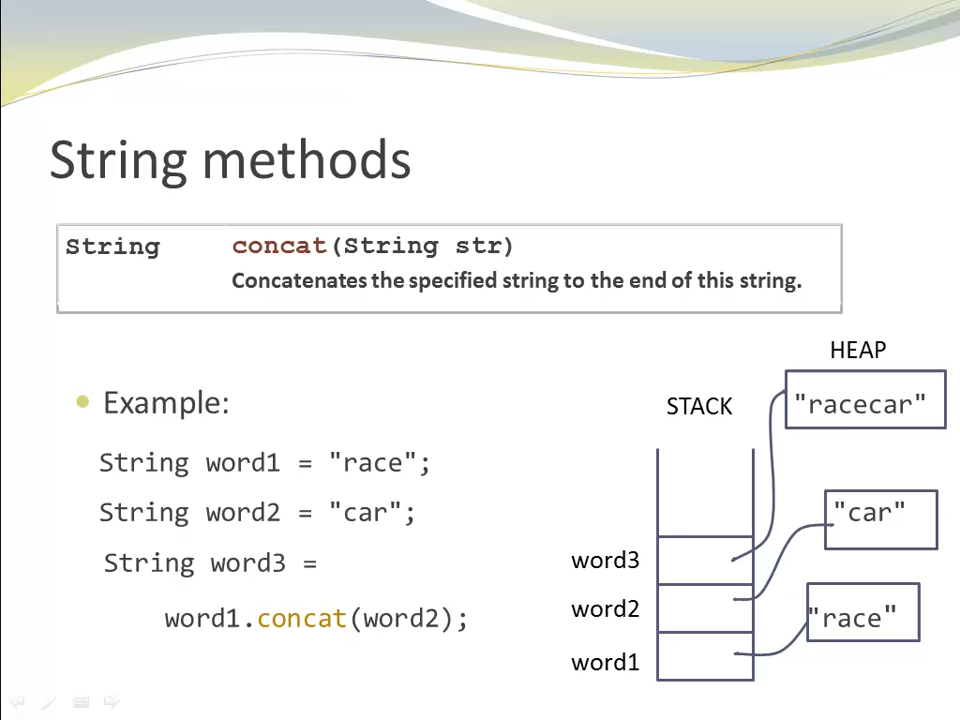 String methods
String concat(String str)
Concatenates the specified string to the end of this string.
Example:
String word1 = "race";
String word2 = "car";
String word3 =
word1.concat(word2);
HEAP
STACK
"racecar"
"car"
"race"
word3
word2
word1